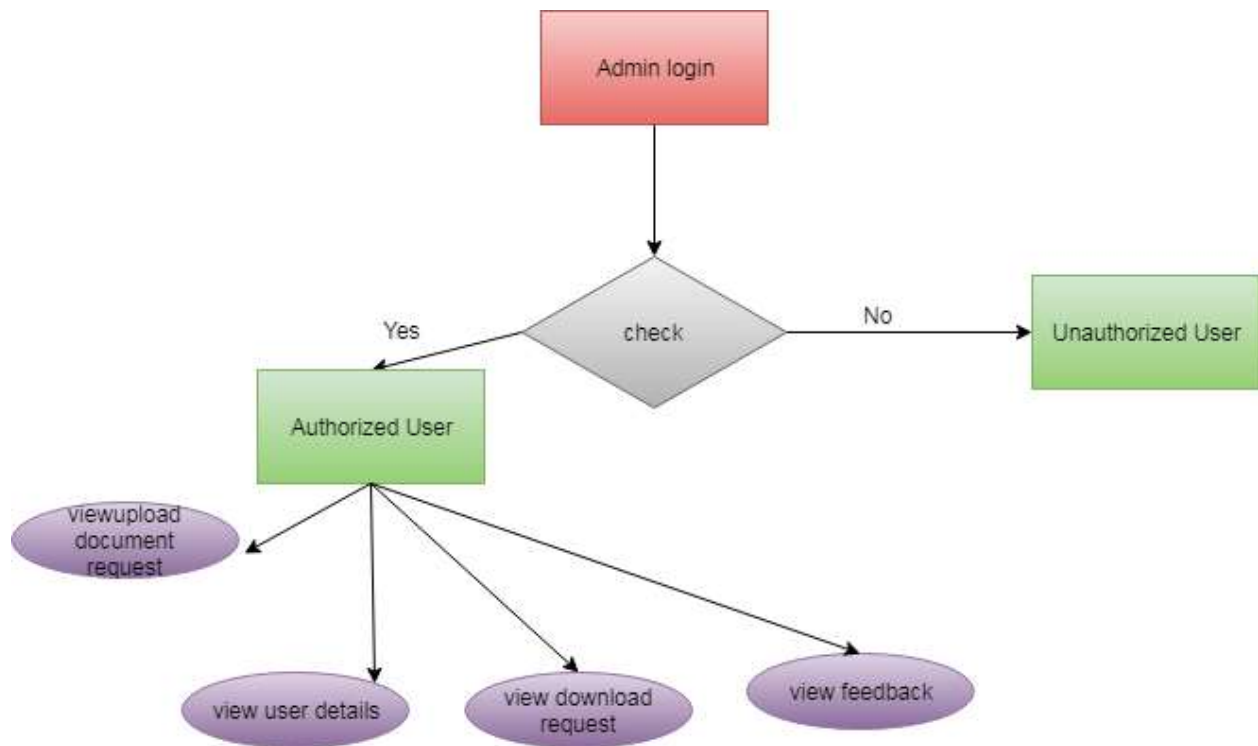 Admin login
check
Yes
No
Unauthorized User
Authorized User
viewupload
document
request
view user details
view download
request
view feedback